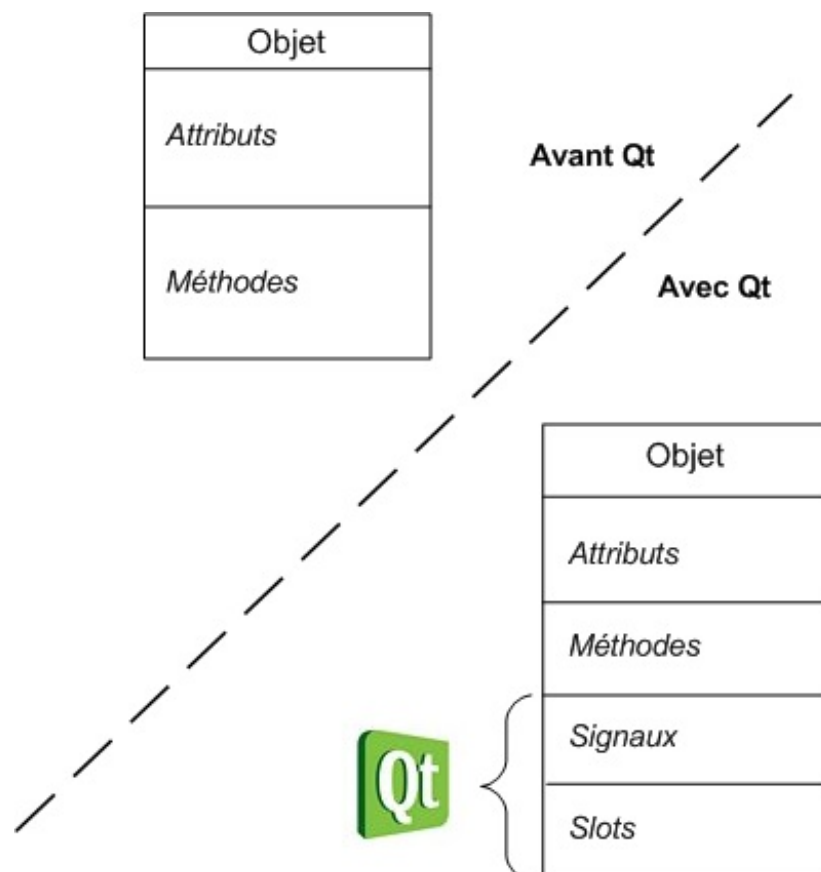 Objet
Attributs
Méthodes
Avant Qt
Avec Qt
Objet
Attributs
Méthodes
Signaux
Slots
Qt